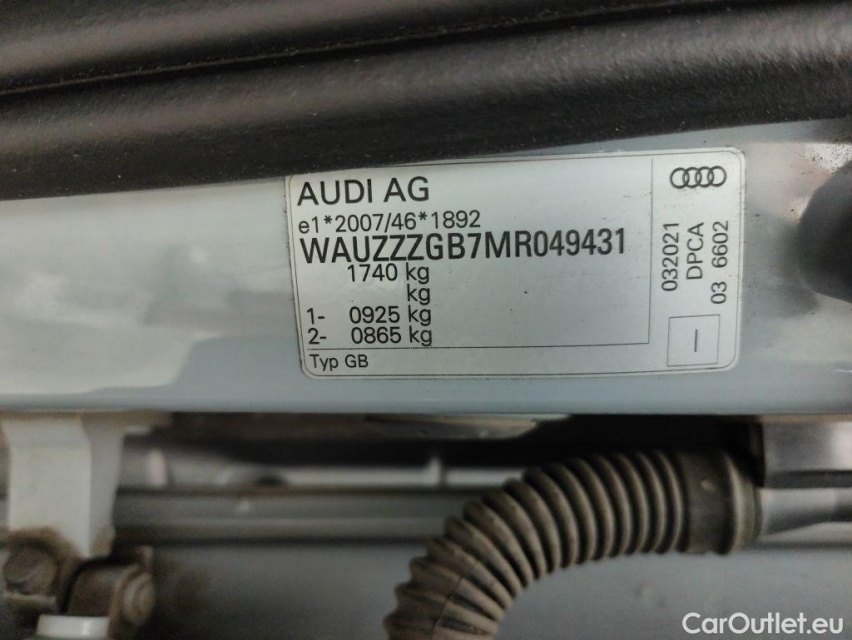 AUDI AG
e1*2007/46*1892
WAUZZZGB7MR049431
1740 kg
kg
1- 0925 kg
2- 0865 kg
Typ GB
032021
DPCA
03 6602
CarOutlet.eu